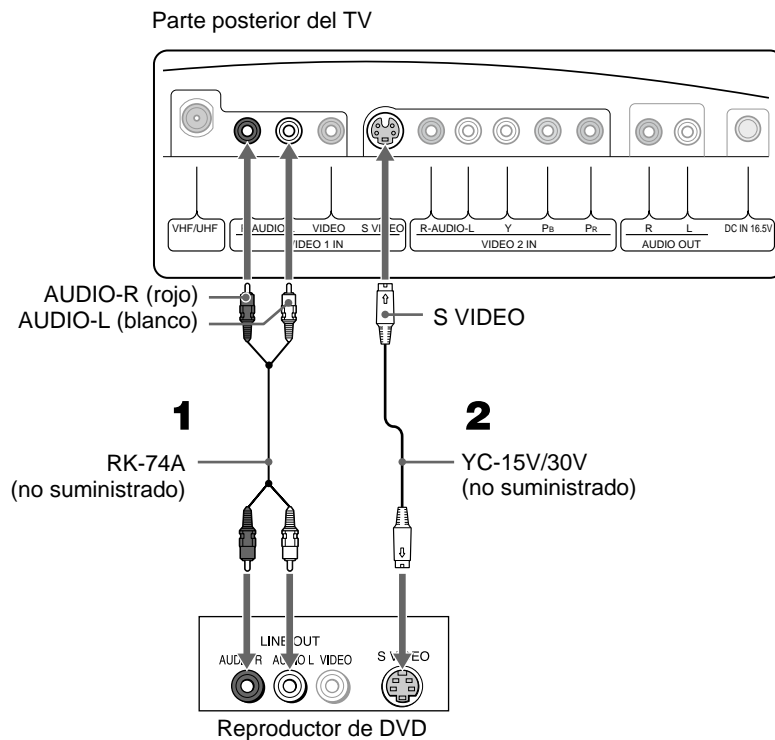 Parte posterior del TV
VHF/UHF
R-AUDIO-L VIDEO S VIDEO
VIDEO 1 IN
R-AUDIO-L Y PB PR
VIDEO 2 IN
R L
AUDIO OUT
DC IN 16.5V
AUDIO-R (rojo)
AUDIO-L (blanco)
S VIDEO
1
RK-74A
(no suministrado)
2
YC-15V/30V
(no suministrado)
LINE OUT
AUDIO R AUDIO L VIDEO
S VIDEO
Reproductor de DVD